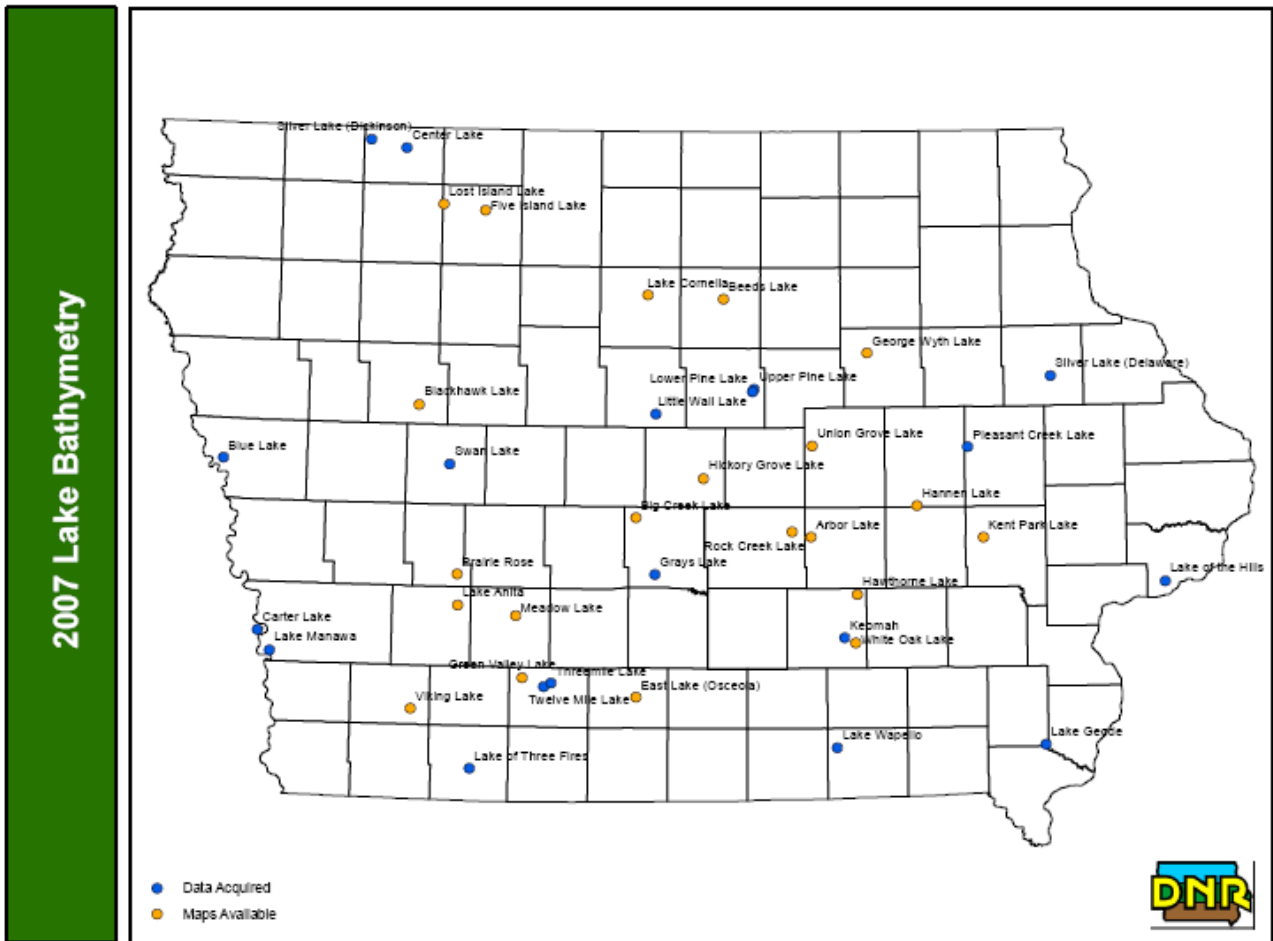 2007 Lake Bathymetry
Silver Lake (Dickinson)
Center Lake
Lost Island Lake
Five Island Lake
Lake Cornelia
Beeds Lake
George Wyth Lake
Silver Lake (Delaware)
Lower Pine Lake
Upper Pine Lake
Blackhawk Lake
Little Wall Lake
Blue Lake
Swan Lake
Union Grove Lake
Pleasant Creek Lake
Hickory Grove Lake
Hannen Lake
Big Creek Lake
Rock Creek Lake
Arbor Lake
Kent Park Lake
Prairie Rose
Grays Lake
Lake of the Hills
Lake Anita
Meadow Lake
Hawthorne Lake
Carter Lake
Lake Manawa
Keomah
White Oak Lake
Green Valley Lake
Threemile Lake
Twelve Mile Lake
East Lake (Osceola)
Viking Lake
Lake of Three Fires
Lake Wapello
Lake Geode
Data Acquired
Maps Available
DNR